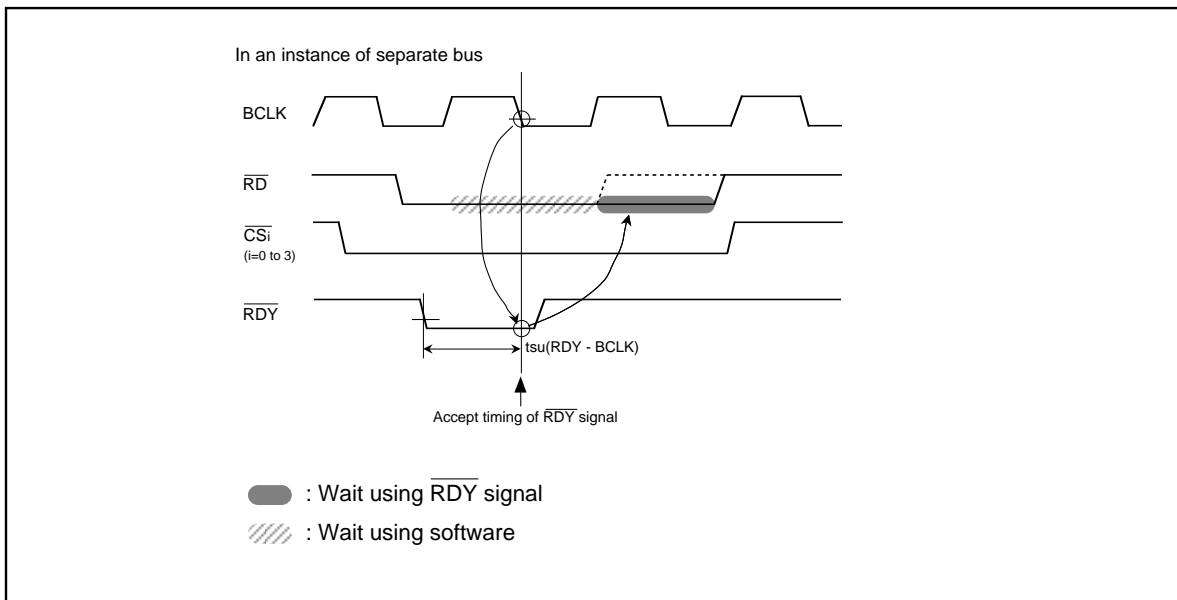 In an instance of separate bus
BCLK
RD
CSi
(i=0 to 3)
RDY
tsu(RDY - BCLK)
Accept timing of RDY signal
: Wait using RDY signal
: Wait using software